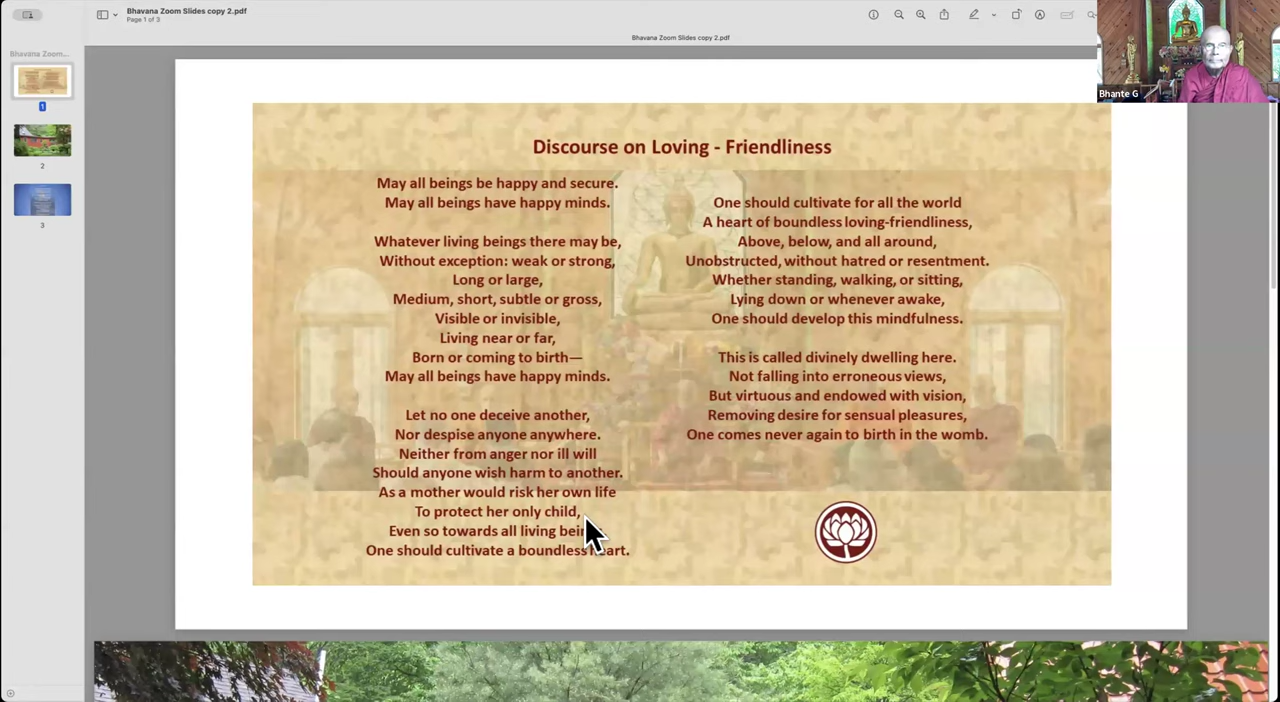 Bhavana Zoom Slides copy 2.pdf
Page 1 of 3
Bhavana Zoom Slides copy 2.pdf
Bhante G
Bhavana Zoom...
1
2
3
Discourse on Loving - Friendliness
May all beings be happy and secure.
May all beings have happy minds.
Whatever living beings there may be,
Without exception: weak or strong,
Long or large,
Medium, short, subtle or gross,
Visible or invisible,
Living near or far,
Born or coming to birth—
May all beings have happy minds.
Let no one deceive another,
Nor despise anyone anywhere.
Neither from anger nor ill will
Should anyone wish harm to another.
As a mother would risk her own life
To protect her only child,
Even so towards all living
One should cultivate a boundless
One should cultivate for all the world
A heart of boundless loving-friendliness,
Above, below, and all around,
Unobstructed, without hatred or resentment.
Whether standing, walking, or sitting,
Lying down or whenever awake,
One should develop this mindfulness.
This is called divinely dwelling here.
Not falling into erroneous views,
But virtuous and endowed with vision,
Removing desire for sensual pleasures,
One comes never again to birth in the womb.